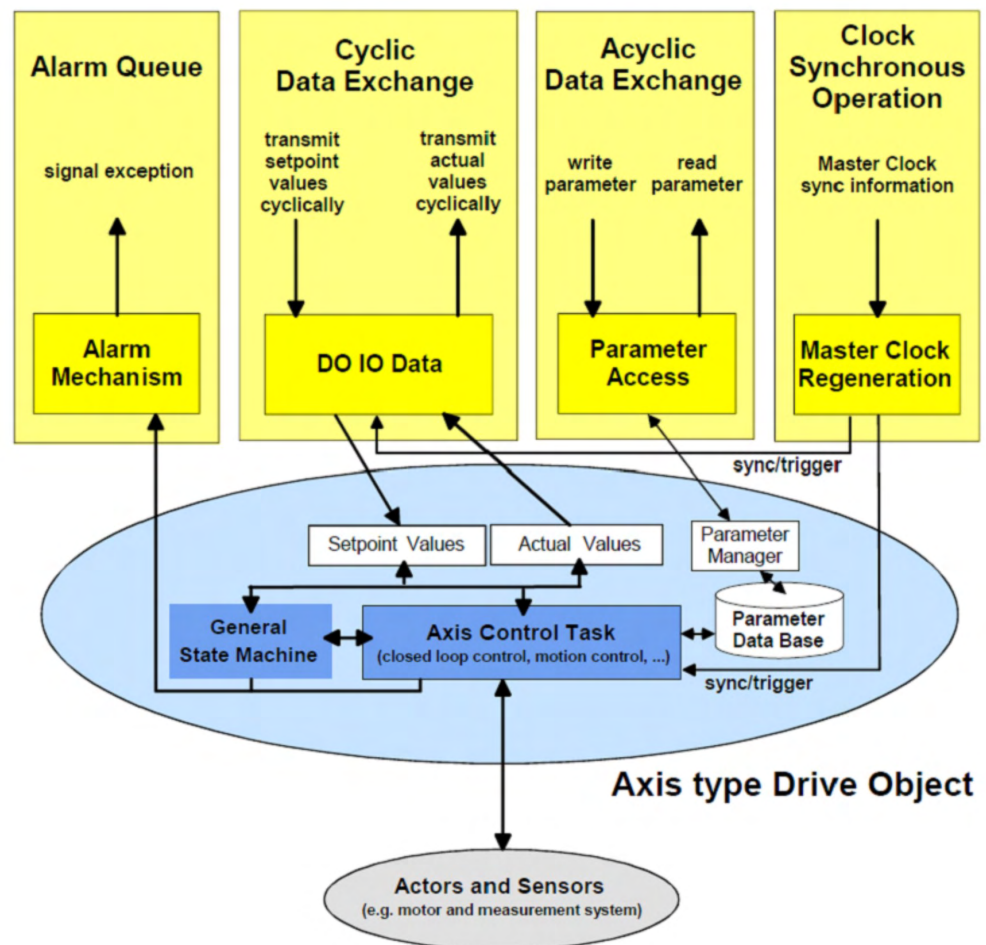 Alarm Queue
signal exception
Alarm
Mechanism
Cyclic
Data Exchange
transmit
setpoint
values
cyclically
transmit
actual
values
cyclically
DO IO Data
Acyclic
Data Exchange
write
parameter
read
parameter
Parameter
Access
Clock
Synchronous
Operation
Master Clock
sync information
Master Clock
Regeneration
sync/trigger
Setpoint Values
Actual Values
Parameter
Manager
General
State Machine
Axis Control Task
(closed loop control, motion control, ...)
Parameter
Data Base
sync/trigger
Axis type Drive Object
Actors and Sensors
(e.g. motor and measurement system)